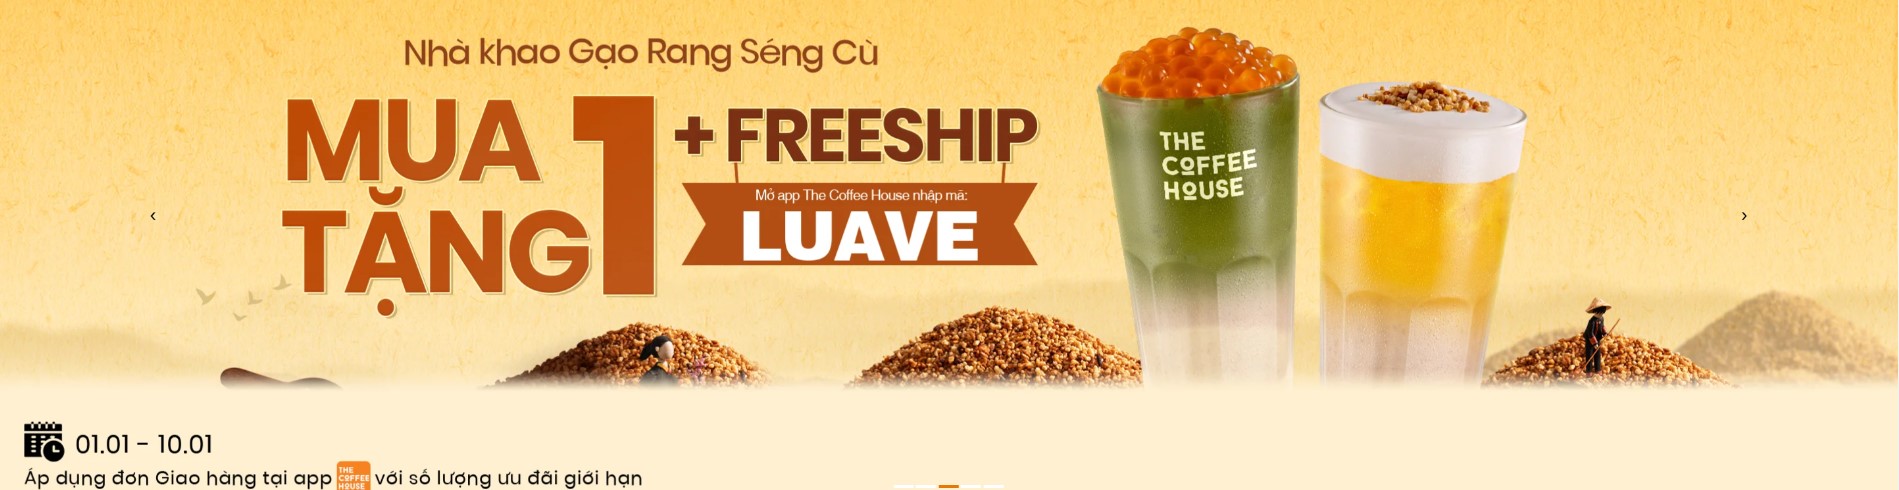 Nhà khao Gạo Rang Séng Cù
MUA
TẶNG 1
+ FREESHIP
Mở app The Coffee House nhập mã:
LUAVE
THE
COFFEE
HOUSE
01.01 - 10.01
Áp dụng đơn Giao hàng tại app THE COFFEE HOUSE với số lượng ưu đãi giới hạn